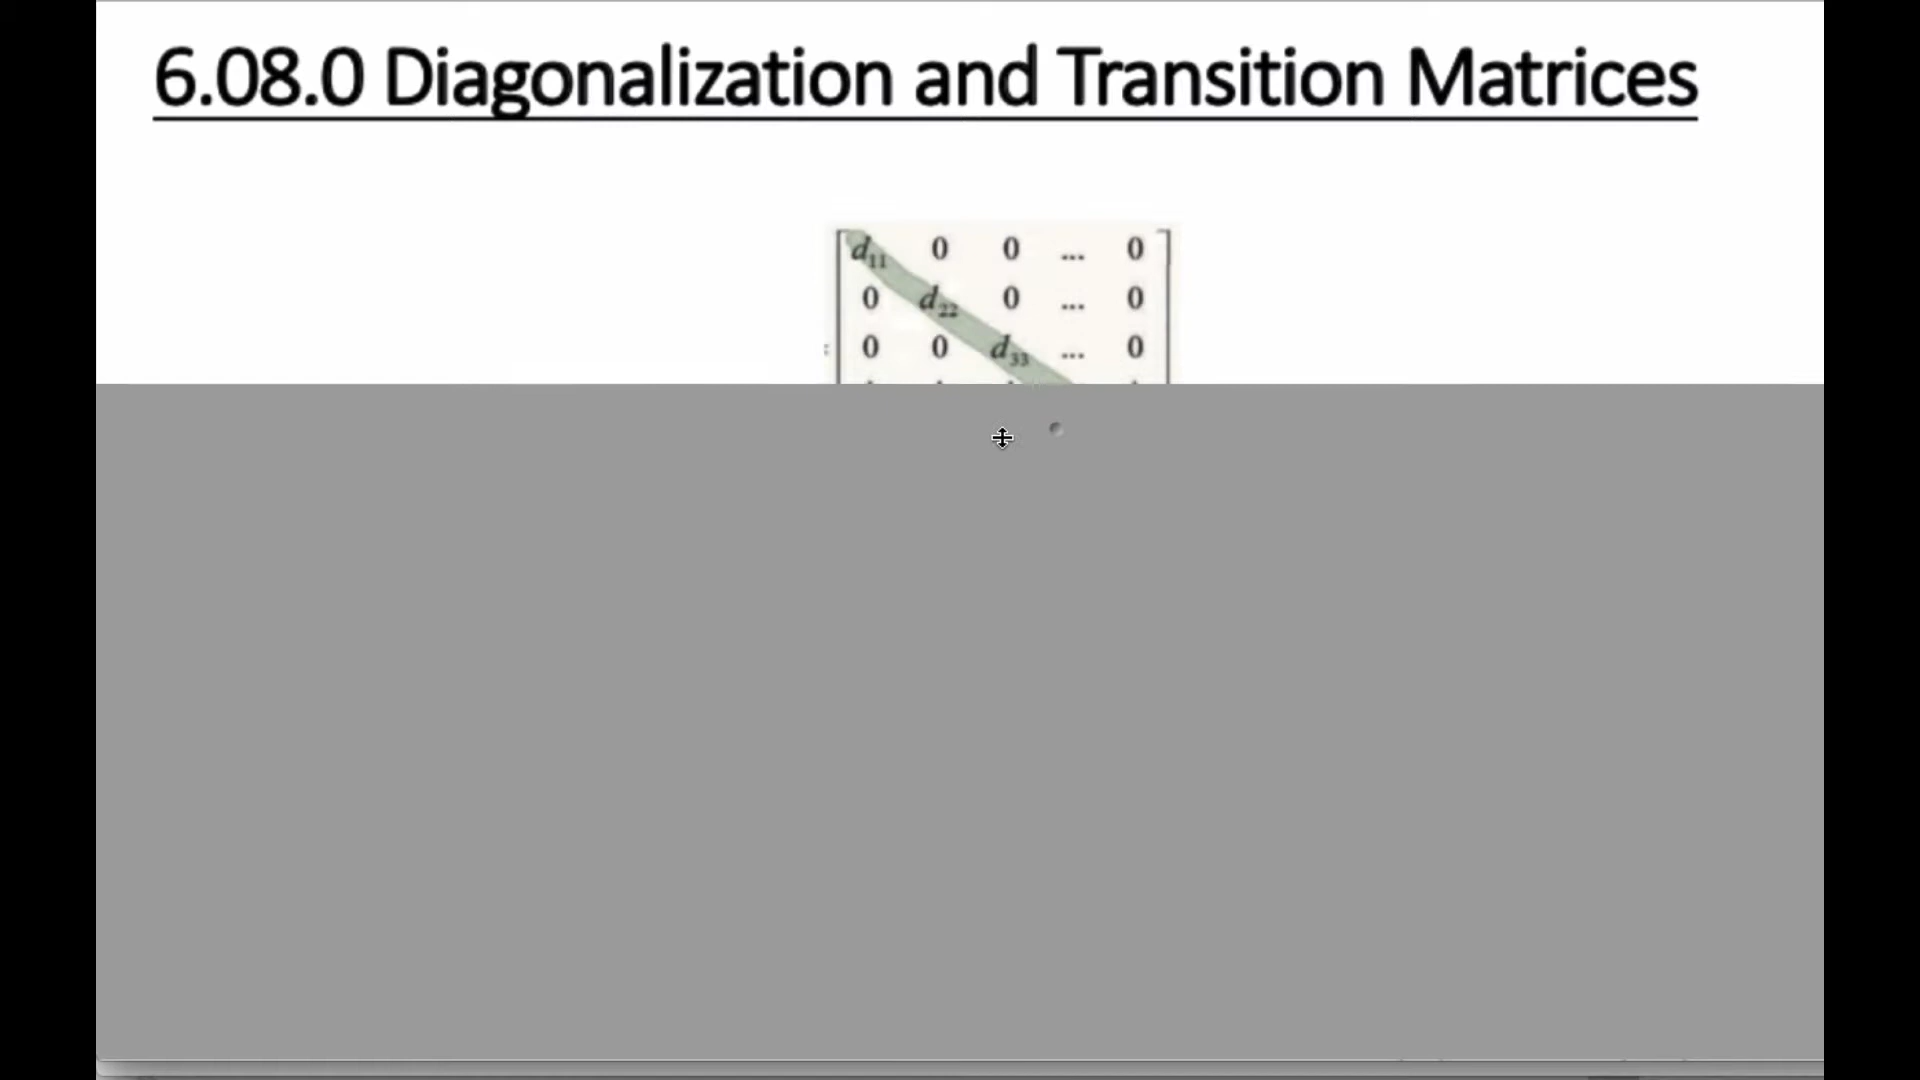 6.08.0 Diagonalization and Transition Matrices
d₁₁ 0 0 ... 0
0 d₂₂ 0 ... 0
0 0 d₃₃ ... 0